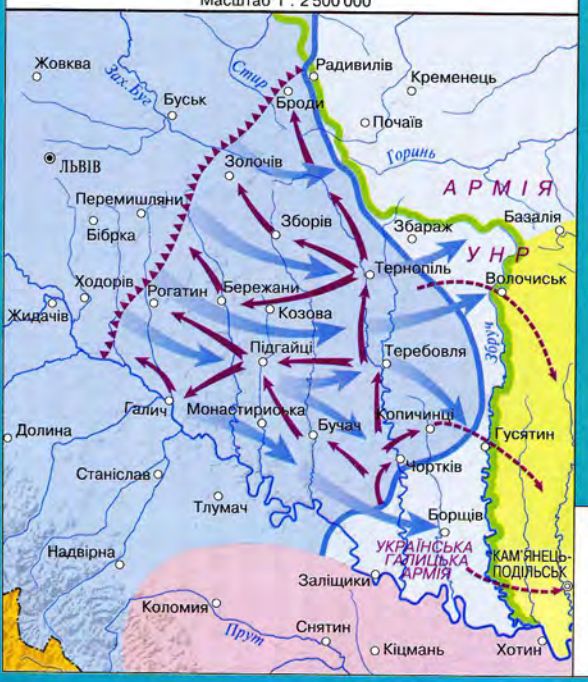 Масштаб 1 : 2 500 000
Жовква
Зах. Буг
Буськ
Стир
Броди
Радивилів
Кременець
Почаїв
Горинь
ЛЬВІВ
Золочів
АРМІЯ
УНР
Перемишляни
Бібрка
Зборів
Збараж
Базалія
Тернопіль
Волочиськ
Ходорів
Жидачів
Рогатин
Бережани
Козова
Збруч
Підгайці
Теребовля
Галич
Монастириська
Бучач
Копичинці
Гусятин
Долина
Станіслав
Чортків
Тлумач
Борщів
УКРАЇНСЬКА
ГАЛИЦЬКА
АРМІЯ
КАМ'ЯНЕЦЬ-
ПОДІЛЬСЬК
Надвірна
Заліщики
Коломия
Прут
Снятин
Кіцмань
Хотин